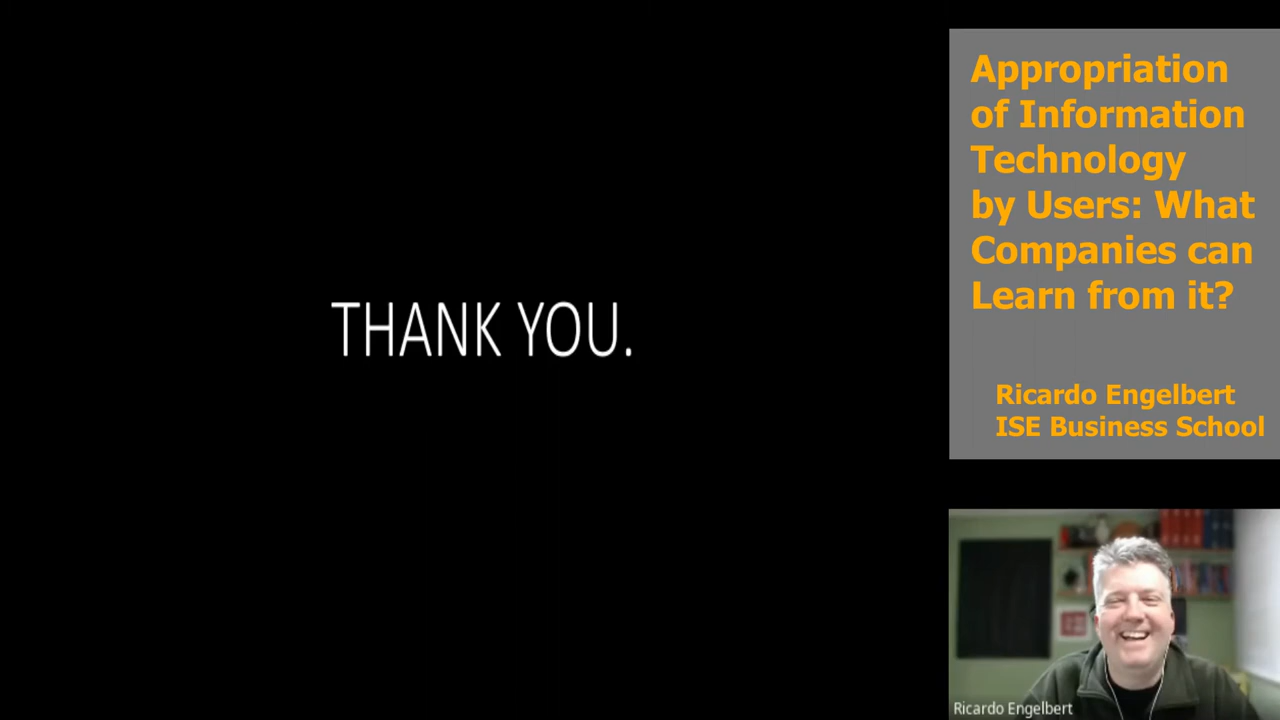 THANK YOU.
Appropriation
of Information
Technology
by Users: What
Companies can
Learn from it?
Ricardo Engelbert
ISE Business School
Ricardo Engelbert